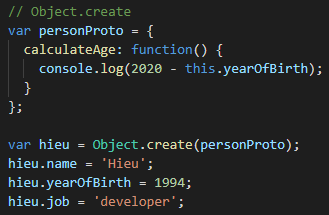 // Object.create
var personProto = {
  calculateAge: function() {
    console.log(2020 - this.yearOfBirth);
  }
};

var hieu = Object.create(personProto);
hieu.name = 'Hieu';
hieu.yearOfBirth = 1994;
hieu.job = 'developer';